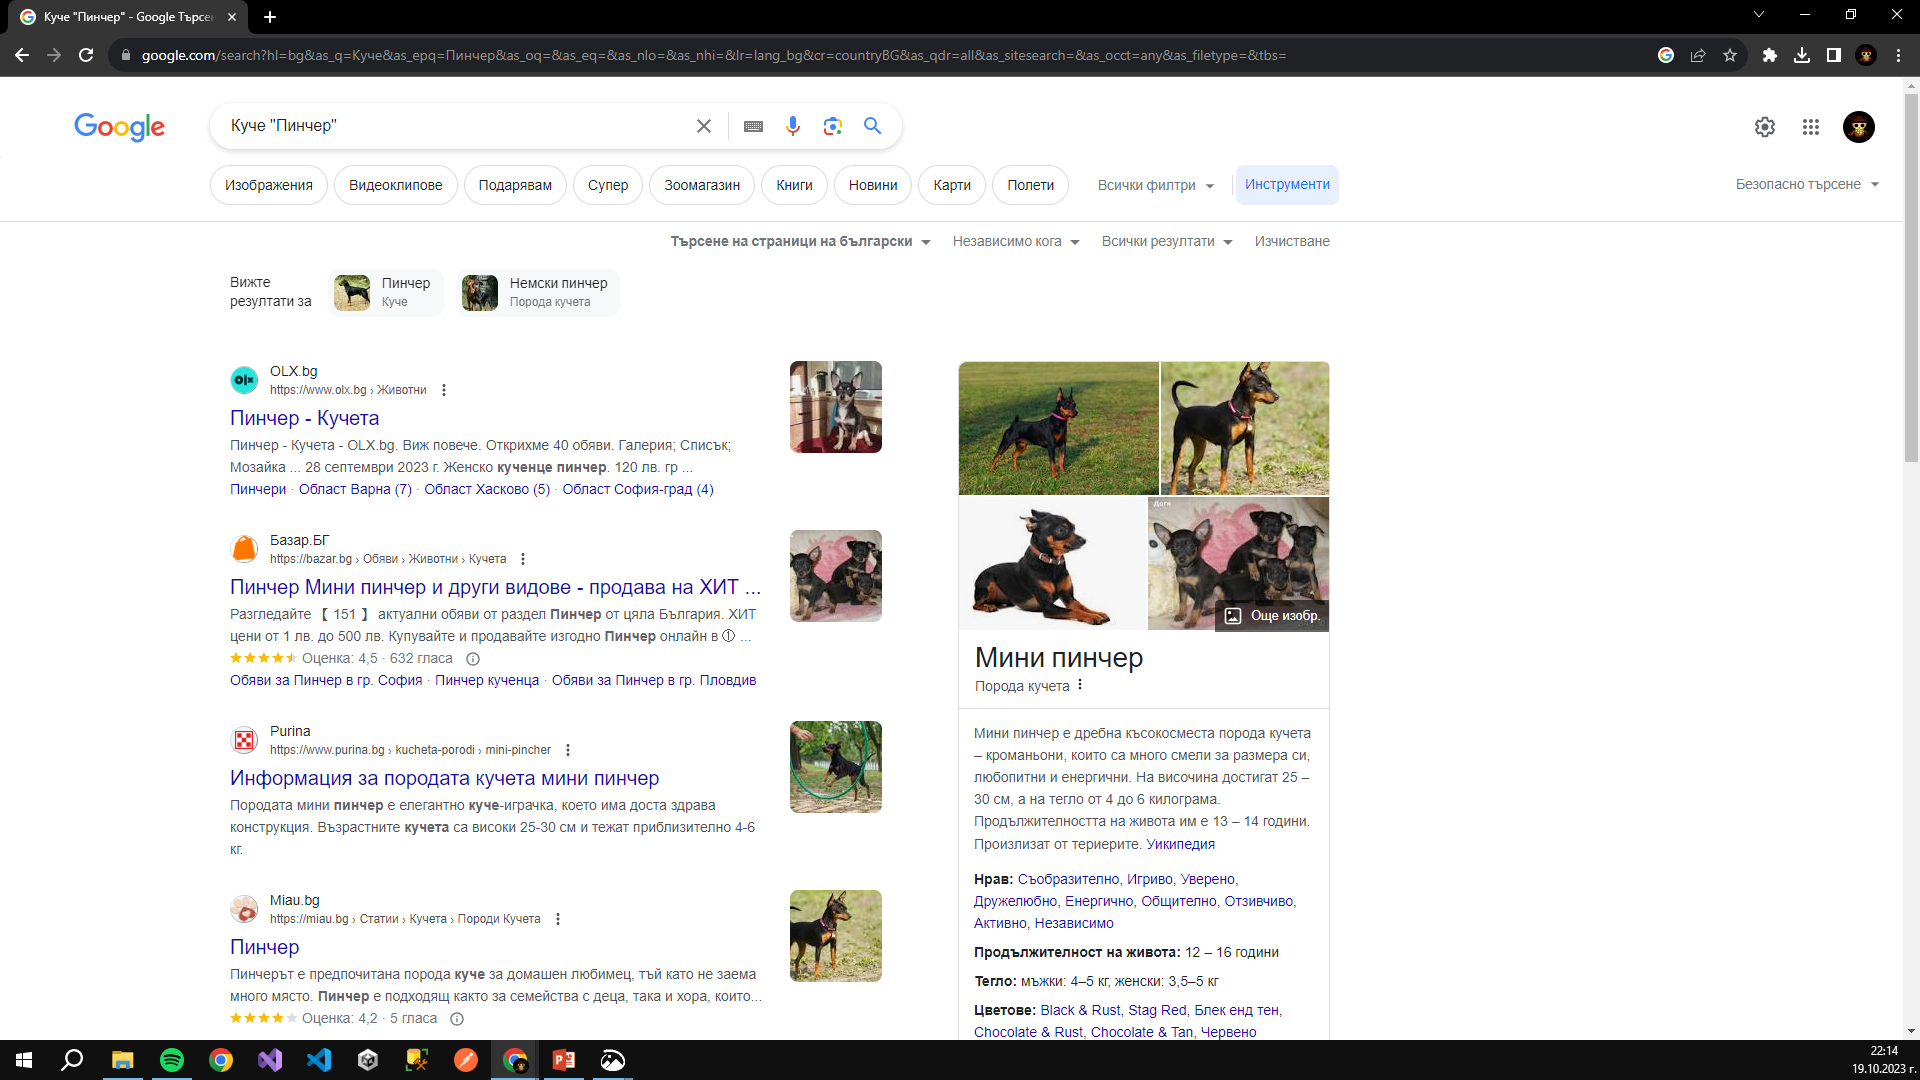 Куче "Пинчер" - Google Търсен
google.com/search?hl=bg&as_q=Куче&as_epq=Пинчер&as_oq=&as_eq=&as_nlo=&as_nhi=&lr=lang_bg&cr=countryBG&as_qdr=all&as_sitesearch=&as_occt=any&as_filetype=&tbs=
Google
Куче "Пинчер"
Изображения
Видеоклипове
Подарявам
Супер
Зоомагазин
Книги
Новини
Карти
Полети
Всички филтри
Инструменти
Безопасно търсене
Търсене на страници на български
Независимо кога
Всички резултати
Изчистване
Вижте
резултати за
Пинчер
Куче
Немски пинчер
Порода кучета
OLX.bg
https://www.olx.bg › Животни
Пинчер - Кучета
Пинчер - Кучета - OLX.bg. Виж повече. Открихме 40 обяви. Галерия; Списък;
Мозайка ... 28 септември 2023 г. Женско кученце пинчер. 120 лв. гр ...
Пинчери · Област Варна (7) · Област Хасково (5) · Област София-град (4)
Базар.БГ
https://bazar.bg › Обяви › Животни › Кучета
Пинчер Мини пинчер и други видове - продава на ХИТ ...
Разгледайте 【 151 】 актуални обяви от раздел Пинчер от цяла България. ХИТ
цени от 1 лв. до 500 лв. Купувайте и продавайте изгодно Пинчер онлайн в ⓵ ...
Оценка: 4,5 · 632 гласа
Обяви за Пинчер в гр. София · Пинчер кученца · Обяви за Пинчер в гр. Пловдив
Purina
https://www.purina.bg › kucheta-porodi › mini-pincher
Информация за породата кучета мини пинчер
Породата мини пинчер е елегантно куче-играчка, което има доста здрава
конструкция. Възрастните кучета са високи 25-30 см и тежат приблизително 4-6
кг.
Miau.bg
https://miau.bg › Статии › Кучета › Породи Кучета
Пинчер
Пинчерът е предпочитана порода куче за домашен любимец, тъй като не заема
много място. Пинчер е подходящ както за семейства с деца, така и хора, които...
Оценка: 4,2 · 5 гласа
Още изобр.
Мини пинчер
Порода кучета
Мини пинчер е дребна късокосместа порода кучета
– кроманьони, които са много смели за размера си,
любопитни и енергични. На височина достигат 25 –
30 см, а на тегло от 4 до 6 килограма.
Продължителността на живота им е 13 – 14 години.
Произлизат от териерите. Уикипедия
Нрав: Съобразително, Игриво, Уверено,
Дружелюбно, Енергично, Общително, Отзивчиво,
Активно, Независимо
Продължителност на живота: 12 – 16 години
Тегло: мъжки: 4–5 кг, женски: 3,5–5 кг
Цветове: Black & Rust, Stag Red, Блек енд тен,
Chocolate & Rust, Chocolate & Tan, Червено
22:14
19.10.2023 г.